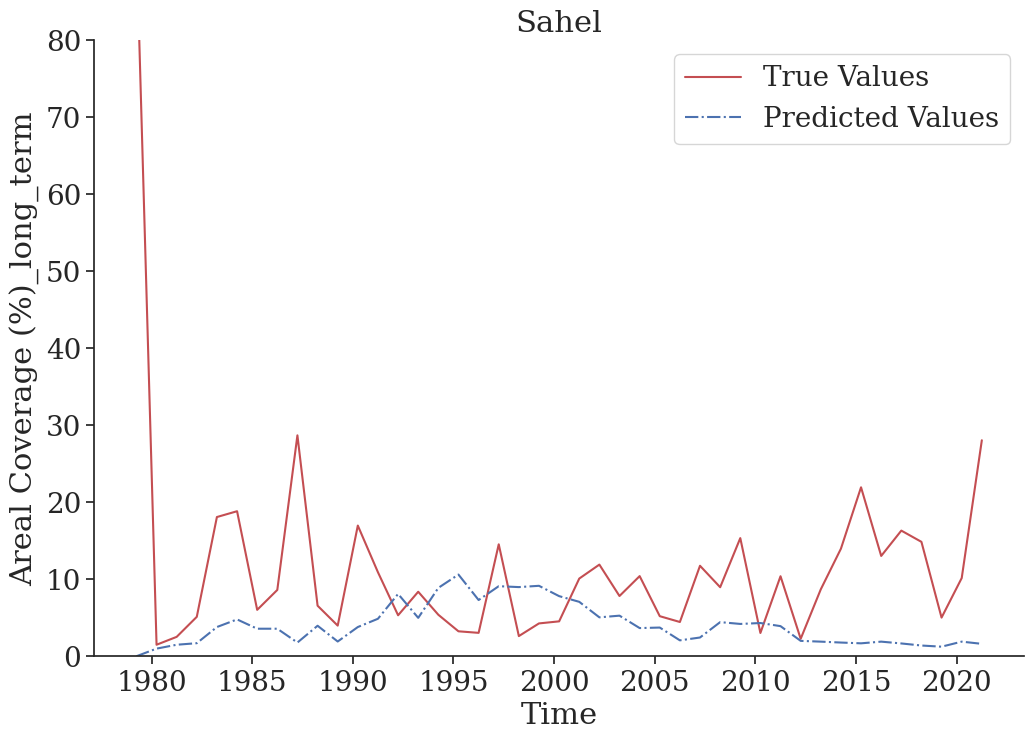 Sahel
True Values
Predicted Values
Areal Coverage (%)_long_term
80
70
60
50
40
30
20
10
0
1980 1985 1990 1995 2000 2005 2010 2015 2020
Time